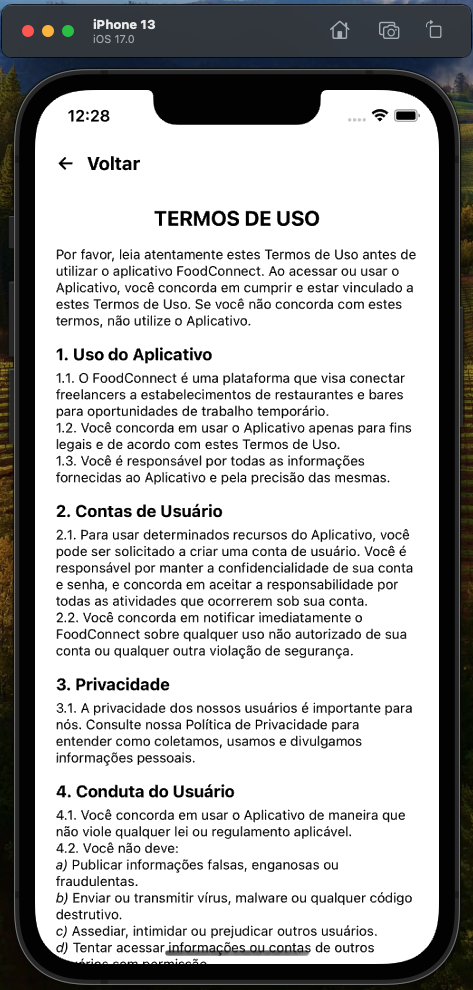 iPhone 13
iOS 17.0
12:28
Voltar
TERMOS DE USO
Por favor, leia atentamente estes Termos de Uso antes de
utilizar o aplicativo FoodConnect. Ao acessar ou usar o
Aplicativo, você concorda em cumprir e estar vinculado a
estes Termos de Uso. Se você não concorda com estes
termos, não utilize o Aplicativo.
1. Uso do Aplicativo
1.1. O FoodConnect é uma plataforma que visa conectar
freelancers a estabelecimentos de restaurantes e bares
para oportunidades de trabalho temporário.
1.2. Você concorda em usar o Aplicativo apenas para fins
legais e de acordo com estes Termos de Uso.
1.3. Você é responsável por todas as informações
fornecidas ao Aplicativo e pela precisão das mesmas.
2. Contas de Usuário
2.1. Para usar determinados recursos do Aplicativo, você
pode ser solicitado a criar uma conta de usuário. Você é
responsável por manter a confidencialidade de sua conta
e senha, e concorda em aceitar a responsabilidade por
todas as atividades que ocorrerem sob sua conta.
2.2. Você concorda em notificar imediatamente o
FoodConnect sobre qualquer uso não autorizado de sua
conta ou qualquer outra violação de segurança.
3. Privacidade
3.1. A privacidade dos nossos usuários é importante para
nós. Consulte nossa Política de Privacidade para
entender como coletamos, usamos e divulgamos
informações pessoais.
4. Conduta do Usuário
4.1. Você concorda em usar o Aplicativo de maneira que
não viole qualquer lei ou regulamento aplicável.
4.2. Você não deve:
a) Publicar informações falsas, enganosas ou
fraudulentas.
b) Enviar ou transmitir vírus, malware ou qualquer código
destrutivo.
c) Assediar, intimidar ou prejudicar outros usuários.
d) Tentar acessar informações ou contas de outros